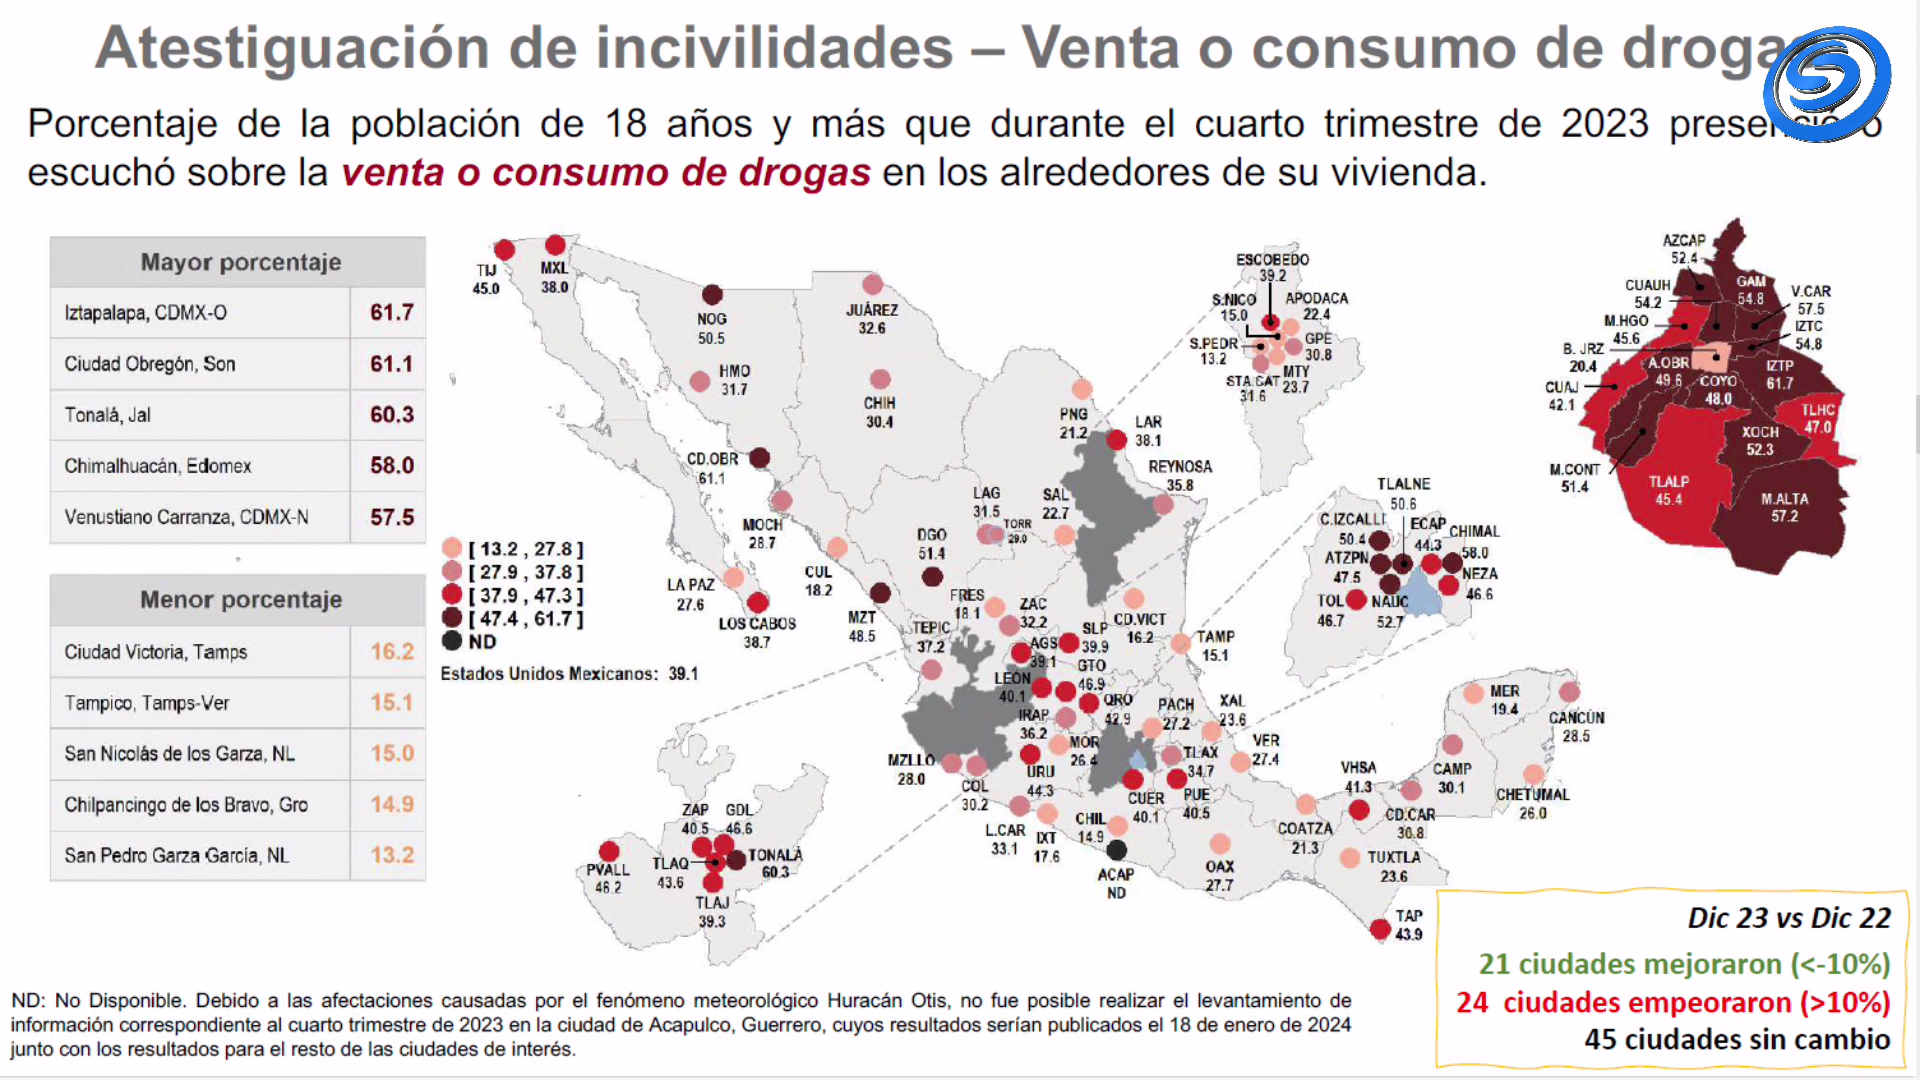 Atestiguación de incivilidades – Venta o consumo de drogas
Porcentaje de la población de 18 años y más que durante el cuarto trimestre de 2023 presenció o
escuchó sobre la venta o consumo de drogas en los alrededores de su vivienda.
Mayor porcentaje
Iztapalapa, CDMX-O 61.7
Ciudad Obregón, Son 61.1
Tonalá, Jal 60.3
Chimalhuacán, Edomex 58.0
Venustiano Carranza, CDMX-N 57.5
Menor porcentaje
Ciudad Victoria, Tamps 16.2
Tampico, Tamps-Ver 15.1
San Nicolás de los Garza, NL 15.0
Chilpancingo de los Bravo, Gro 14.9
San Pedro Garza García, NL 13.2
[ 13.2 , 27.8 ]
[ 27.9 , 37.8 ]
[ 37.9 , 47.3 ]
[ 47.4 , 61.7 ]
ND
Estados Unidos Mexicanos: 39.1
TIJ
45.0
MXL
38.0
NOG
50.5
HMO
31.7
JUÁREZ
32.6
CHIH
30.4
CD.OBR
61.1
MOCH
28.7
CUL
18.2
LA PAZ
27.6
LOS CABOS
38.7
MZT
48.5
DGO
51.4
LAG
31.5
TORR
29.0
SAL
22.7
PNG
21.2
LAR
38.1
REYNOSA
35.8
FRES
18.1
ZAC
32.2
TEPIC
37.2
AGS
39.1
SLP
39.9
CD.VICT
16.2
TAMP
15.1
LEÓN
40.1
GTO
46.9
QRO
42.9
IRAP
36.2
PACH
27.2
XAL
23.6
MOR
26.4
TLAX
34.7
VER
27.4
MZLLO
28.0
COL
30.2
URU
44.3
CUER
40.1
PUE
40.5
L.CAR
33.1
IXT
17.6
CHIL
14.9
ACAP
ND
OAX
27.7
COATZA
21.3
VHSA
41.3
CD.CAR
30.8
CAMP
30.1
MER
19.4
CANCÚN
28.5
CHETUMAL
26.0
TUXTLA
23.6
TAP
43.9
ESCOBEDO
39.2
S.NICO
15.0
APODACA
22.4
S.PEDR
13.2
GPE
30.8
STA.CAT
31.6
MTY
23.7
TLALNE
50.6
C.IZCALLI
50.4
ECAP
44.3
CHIMAL
58.0
ATZPN
47.5
NEZA
46.6
TOL
46.7
NAUC
52.7
ZAP
40.5
GDL
46.6
PVALL
46.2
TLAQ
43.6
TONALÁ
60.3
TLAJ
39.3
AZCAP
52.4
CUAUH
54.2
GAM
54.8
V.CAR
57.5
M.HGO
45.6
IZTC
54.8
B. JRZ
20.4
A.OBR
49.6
COYO
48.0
IZTP
61.7
CUAJ
42.1
TLHC
47.0
XOCH
52.3
M.CONT
51.4
TLALP
45.4
M.ALTA
57.2
Dic 23 vs Dic 22
21 ciudades mejoraron (<-10%)
24 ciudades empeoraron (>10%)
45 ciudades sin cambio
ND: No Disponible. Debido a las afectaciones causadas por el fenómeno meteorológico Huracán Otis, no fue posible realizar el levantamiento de
información correspondiente al cuarto trimestre de 2023 en la ciudad de Acapulco, Guerrero, cuyos resultados serían publicados el 18 de enero de 2024
junto con los resultados para el resto de las ciudades de interés.